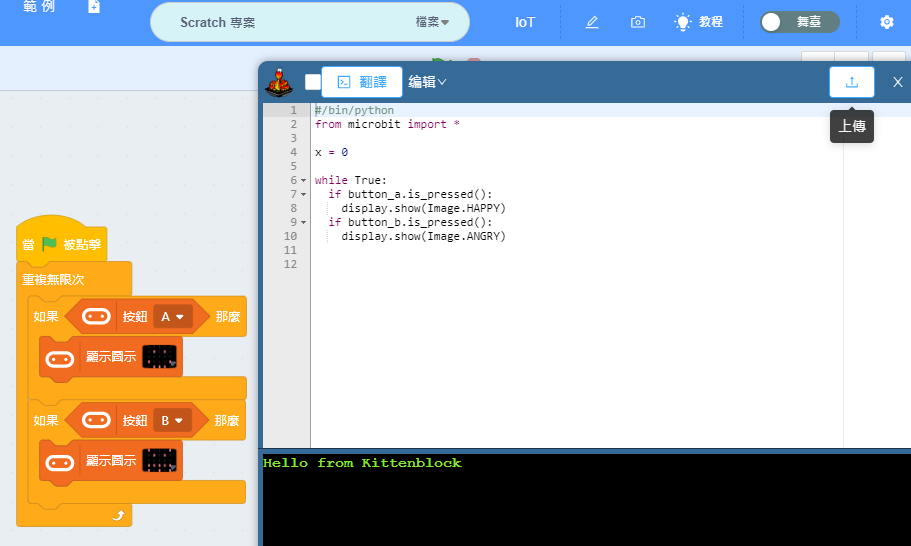 範例
Scratch 專案
檔案
IoT
教程
舞臺
翻譯
编辑
X
上傳
1 #/bin/python
2 from microbit import *
3
4 x = 0
5
6 while True:
7 if button_a.is_pressed():
8 display.show(Image.HAPPY)
9 if button_b.is_pressed():
10 display.show(Image.ANGRY)
11
12
當 被點擊
重複無限次
如果 按鈕 A 那麼
顯示圖示
如果 按鈕 B 那麼
顯示圖示
Hello from Kittenblock